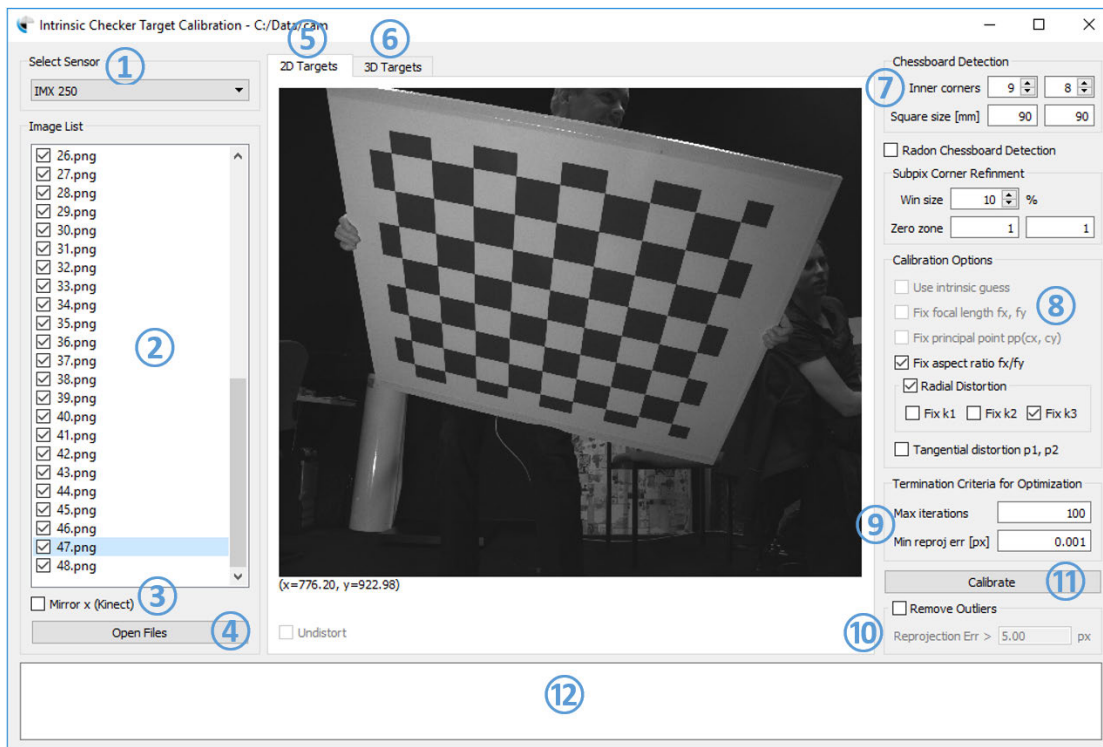 Intrinsic Checker Target Calibration - C:/Data/cam
Select Sensor
1
IMX 250
Image List
26.png
27.png
28.png
29.png
30.png
31.png
32.png
33.png
34.png
35.png
36.png
37.png
38.png
39.png
40.png
41.png
42.png
43.png
44.png
45.png
46.png
47.png
48.png
2
Mirror x (Kinect)
3
Open Files
4
5
6
2D Targets 3D Targets
(x=776.20, y=922.98)
Undistort
Chessboard Detection
7
Inner corners 9 8
Square size [mm] 90 90
Radon Chessboard Detection
Subpix Corner Refinment
Win size 10 %
Zero zone 1 1
Calibration Options
Use intrinsic guess
8
Fix focal length fx, fy
Fix principal point pp(cx, cy)
Fix aspect ratio fx/fy
Radial Distortion
Fix k1 Fix k2 Fix k3
Tangential distortion p1, p2
Termination Criteria for Optimization
Max iterations 100
9
Min reproj err [px] 0.001
Calibrate
11
Remove Outliers
10
Reprojection Err > 5.00 px
12